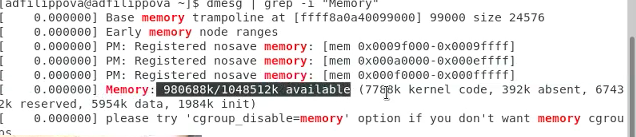 [adfilippova@adfilippova ~]$ dmesg | grep -i "Memory"
[    0.000000] Base memory trampoline at [ffff8a0a40099000] 99000 size 24576
[    0.000000] Early memory node ranges
[    0.000000] PM: Registered nosave memory: [mem 0x0009f000-0x0009ffff]
[    0.000000] PM: Registered nosave memory: [mem 0x000a0000-0x000effff]
[    0.000000] PM: Registered nosave memory: [mem 0x000f0000-0x000fffff]
[    0.000000] Memory: 980688k/1048512k available (7788k kernel code, 392k absent, 6743
2k reserved, 5954k data, 1984k init)
[    0.000000] please try 'cgroup_disable=memory' option if you don't want memory cgrou